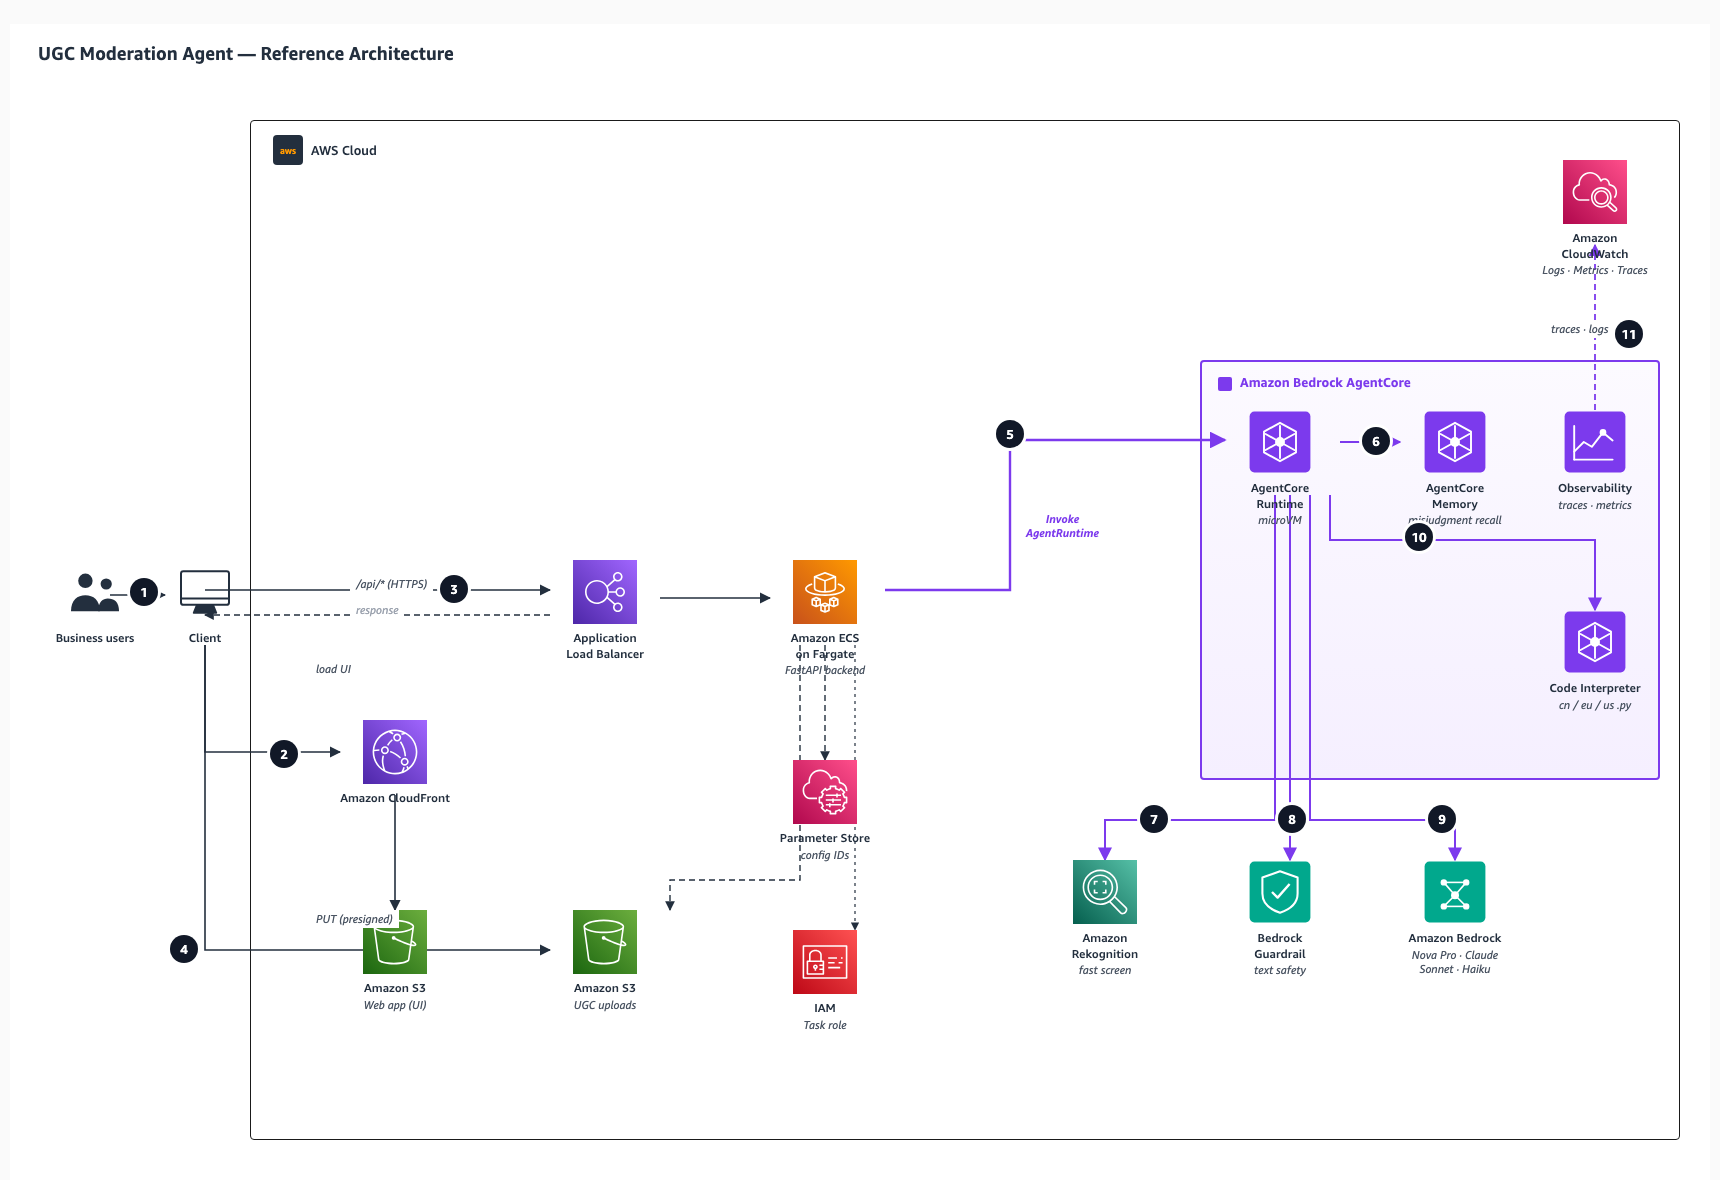 UGC Moderation Agent — Reference Architecture
aws
AWS Cloud
Amazon
CloudWatch
Logs · Metrics · Traces
traces · logs
11
Amazon Bedrock AgentCore
AgentCore
Runtime
microVM
6
AgentCore
Memory
misjudgment recall
Observability
traces · metrics
5
Invoke
AgentRuntime
10
Code Interpreter
cn / eu / us .py
1
Business users
Client
/api/* (HTTPS)
3
response
Application
Load Balancer
Amazon ECS
on Fargate
FastAPI backend
load UI
2
Amazon CloudFront
Parameter Store
config IDs
7
8
9
PUT (presigned)
4
Amazon S3
Web app (UI)
Amazon S3
UGC uploads
IAM
Task role
Amazon
Rekognition
fast screen
Bedrock
Guardrail
text safety
Amazon Bedrock
Nova Pro · Claude
Sonnet · Haiku